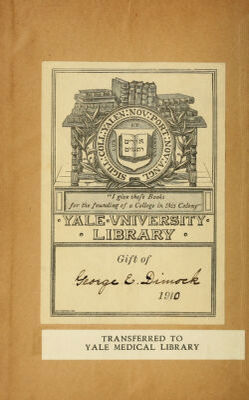 SIGILL · COLL · YALEN · NOV · PORT · NOV · ANGL
"I give these Books
for the founding of a College in this Colony"
· YALE · VNIVERSITY ·
· LIBRARY ·
Gift of
George E. Dimock
1910
TRANSFERRED TO
YALE MEDICAL LIBRARY